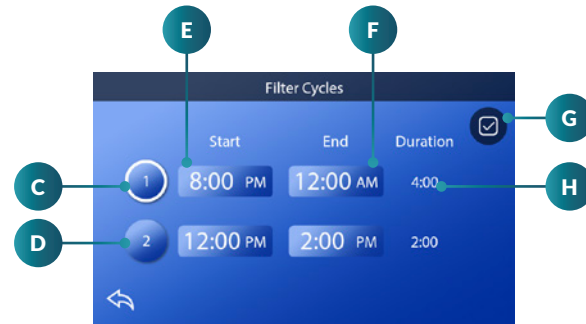 E F
Filter Cycles
G
Start End Duration
C 1 8:00 PM 12:00 AM 4:00 H
D 2 12:00 PM 2:00 PM 2:00